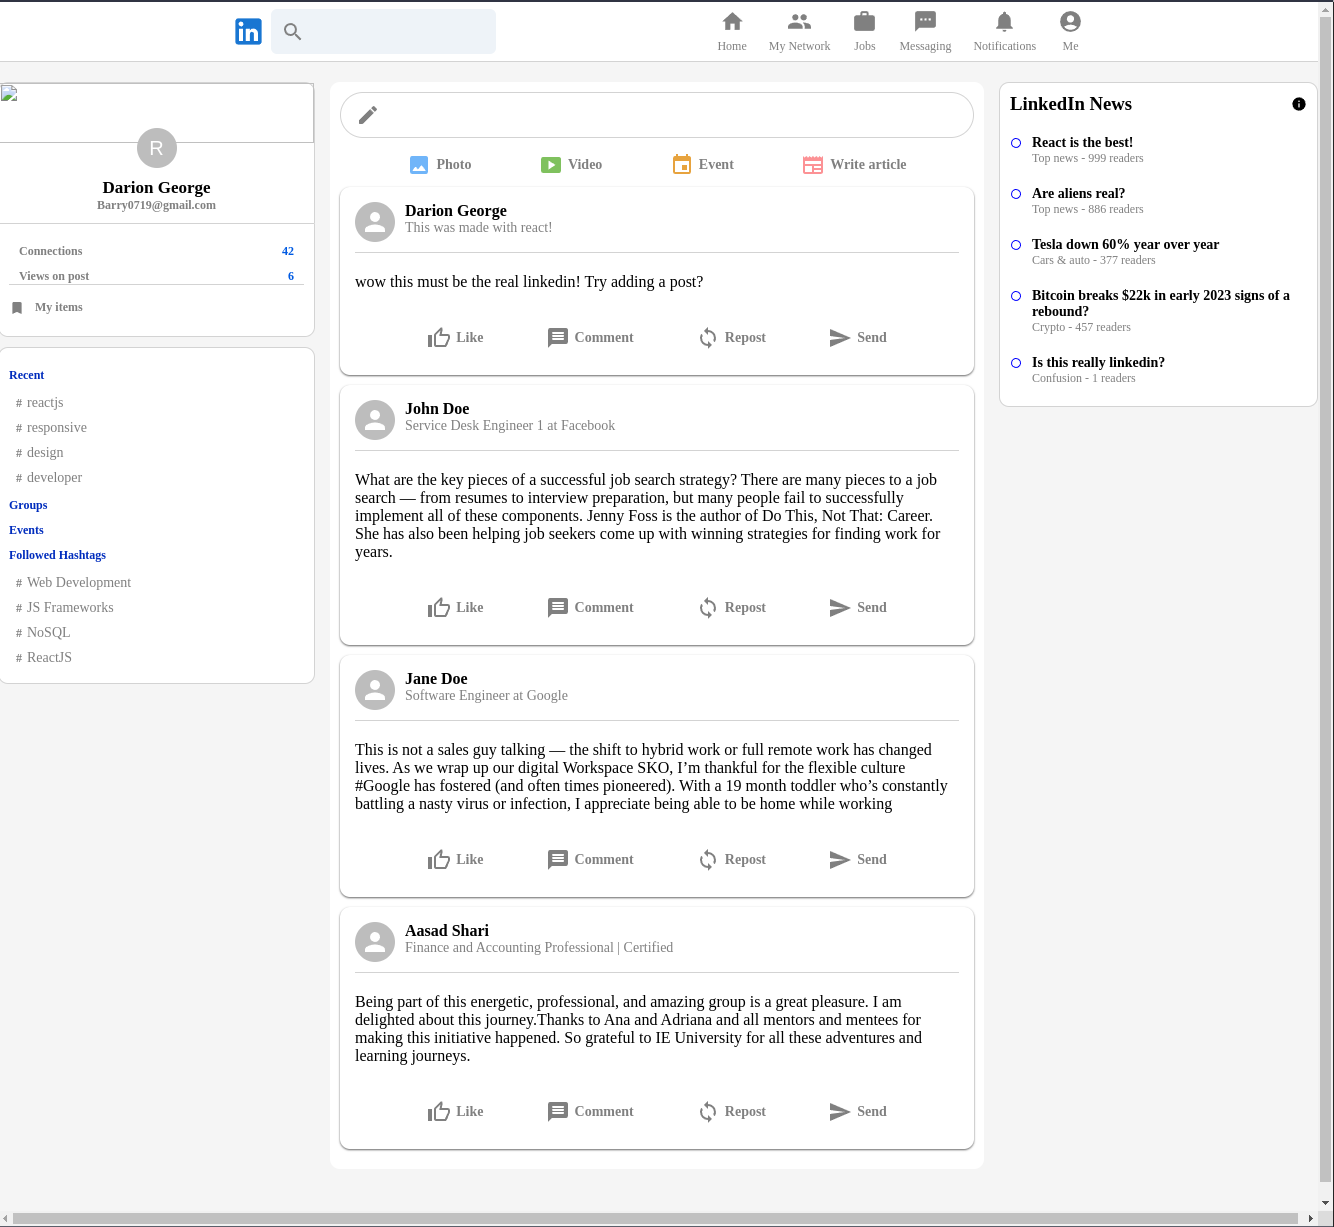 in
Home
My Network
Jobs
Messaging
Notifications
Me
R
Darion George
Barry0719@gmail.com
Connections 42
Views on post 6
My items
Recent
# reactjs
# responsive
# design
# developer
Groups
Events
Followed Hashtags
# Web Development
# JS Frameworks
# NoSQL
# ReactJS
Photo
Video
Event
Write article
Darion George
This was made with react!
wow this must be the real linkedin! Try adding a post?
Like
Comment
Repost
Send
John Doe
Service Desk Engineer 1 at Facebook
What are the key pieces of a successful job search strategy? There are many pieces to a job
search — from resumes to interview preparation, but many people fail to successfully
implement all of these components. Jenny Foss is the author of Do This, Not That: Career.
She has also been helping job seekers come up with winning strategies for finding work for
years.
Like
Comment
Repost
Send
Jane Doe
Software Engineer at Google
This is not a sales guy talking — the shift to hybrid work or full remote work has changed
lives. As we wrap up our digital Workspace SKO, I’m thankful for the flexible culture
#Google has fostered (and often times pioneered). With a 19 month toddler who’s constantly
battling a nasty virus or infection, I appreciate being able to be home while working
Like
Comment
Repost
Send
Aasad Shari
Finance and Accounting Professional | Certified
Being part of this energetic, professional, and amazing group is a great pleasure. I am
delighted about this journey.Thanks to Ana and Adriana and all mentors and mentees for
making this initiative happened. So grateful to IE University for all these adventures and
learning journeys.
Like
Comment
Repost
Send
LinkedIn News
React is the best!
Top news - 999 readers
Are aliens real?
Top news - 886 readers
Tesla down 60% year over year
Cars & auto - 377 readers
Bitcoin breaks $22k in early 2023 signs of a
rebound?
Crypto - 457 readers
Is this really linkedin?
Confusion - 1 readers